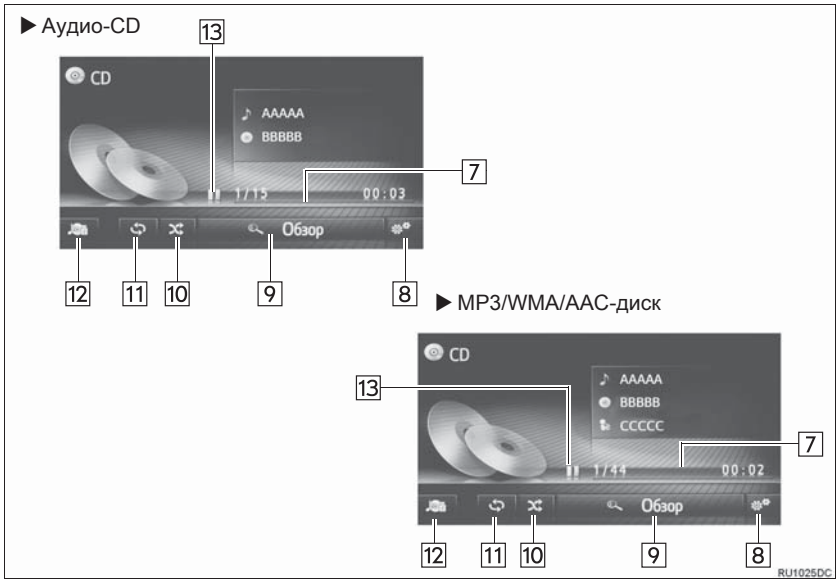 ▶ Аудио-CD
13
CD
AAAAA
BBBBB
7
1/15 00:03
Обзор
12 11 10 9 8
▶ MP3/WMA/AAC-диск
CD
13
AAAAA
BBBBB
CCCCC
7
1/44 00:02
Обзор
12 11 10 9 8
RU1025DC